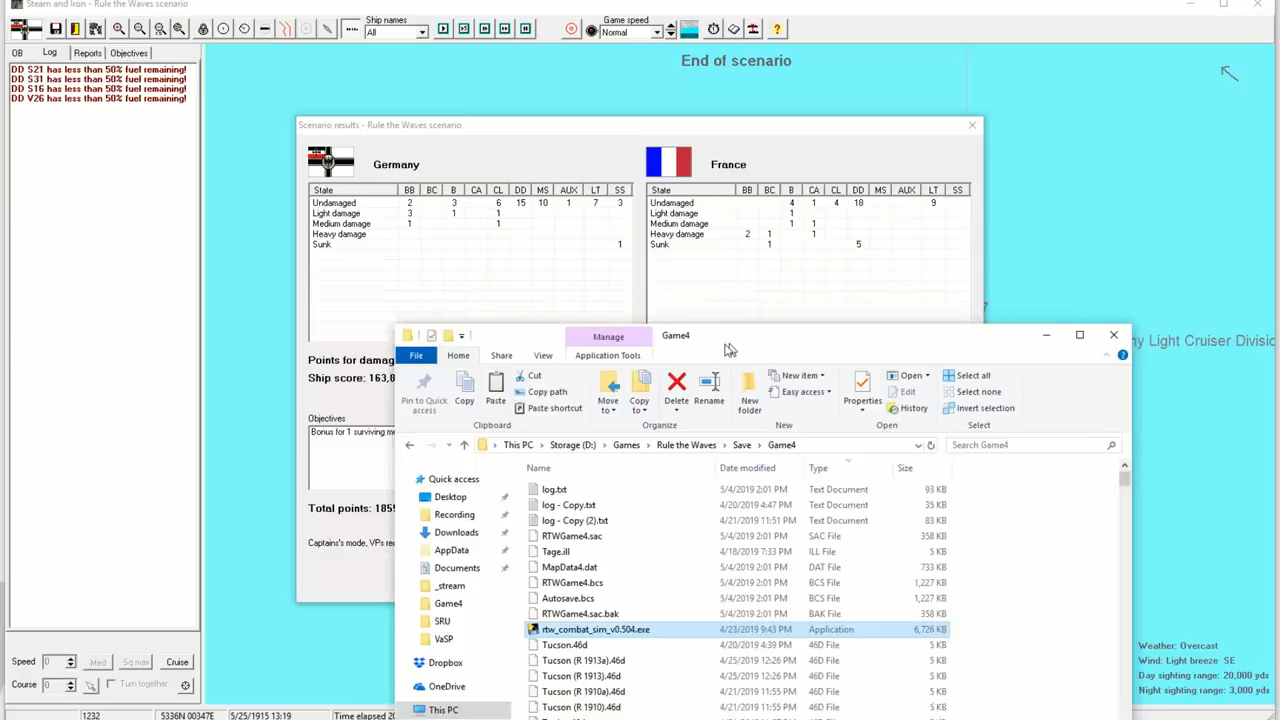 Steam and Iron - Rule the Waves scenario
Ship names
All
Game speed
Normal
OB Log Reports Objectives
DD S21 has less than 50% fuel remaining!
DD S31 has less than 50% fuel remaining!
DD S16 has less than 50% fuel remaining!
DD V26 has less than 50% fuel remaining!
End of scenario
Scenario results - Rule the Waves scenario
Germany
State BB BC B CA CL DD MS AUX LT SS
Undamaged 2 3 6 15 10 1 7 3
Light damage 3 1 1
Medium damage 1 1
Heavy damage
Sunk 1
France
State BB BC B CA CL DD MS AUX LT SS
Undamaged 4 1 4 18 9
Light damage 1
Medium damage 1 1
Heavy damage 2 1 1
Sunk 1 5
Points for damag
Ship score: 163,8
Objectives
Bonus for 1 surviving me
Total points: 1855
Captains's mode, VPs re
Manage Game4
File Home Share View Application Tools
Pin to Quick access
Copy
Paste
Cut
Copy path
Paste shortcut
Clipboard
Move to
Copy to
Delete
Rename
Organize
New folder
New item
Easy access
New
Properties
Open
Edit
History
Open
Select all
Select none
Invert selection
Select
This PC Storage (D:) Games Rule the Waves Save Game4
Search Game4
Quick access
Desktop
Recording
Downloads
AppData
Documents
_stream
Game4
SRU
VaSP
Dropbox
OneDrive
This PC
Name Date modified Type Size
log.txt 5/4/2019 2:01 PM Text Document 93 KB
log - Copy.txt 4/20/2019 4:47 PM Text Document 35 KB
log - Copy (2).txt 4/21/2019 11:51 PM Text Document 83 KB
RTWGame4.sac 5/4/2019 2:01 PM SAC File 358 KB
Tage.ill 4/18/2019 7:33 PM ILL File 5 KB
MapData4.dat 5/4/2019 2:01 PM DAT File 733 KB
RTWGame4.bcs 5/4/2019 2:01 PM BCS File 1,227 KB
Autosave.bcs 5/4/2019 2:01 PM BCS File 1,227 KB
RTWGame4.sac.bak 5/4/2019 2:01 PM BAK File 358 KB
rtw_combat_sim_v0.504.exe 4/23/2019 9:43 PM Application 6,726 KB
Tucson.46d 4/20/2019 4:39 PM 46D File 5 KB
Tucson (R 1913a).46d 4/25/2019 12:26 PM 46D File 5 KB
Tucson (R 1913).46d 4/25/2019 12:26 PM 46D File 5 KB
Tucson (R 1910a).46d 4/21/2019 11:55 PM 46D File 5 KB
Tucson (R 1910).46d 4/21/2019 11:55 PM 46D File 5 KB
ny Light Cruiser Divisio
Weather: Overcast
Wind: Light breeze SE
Day sighting range: 20,000 yds
Night sighting range: 3,000 yds
Speed 0 Med Sq max Cruise
Course 0 Turn together
1232 5336N 00347E 5/25/1915 13:19 Time elapsed 20